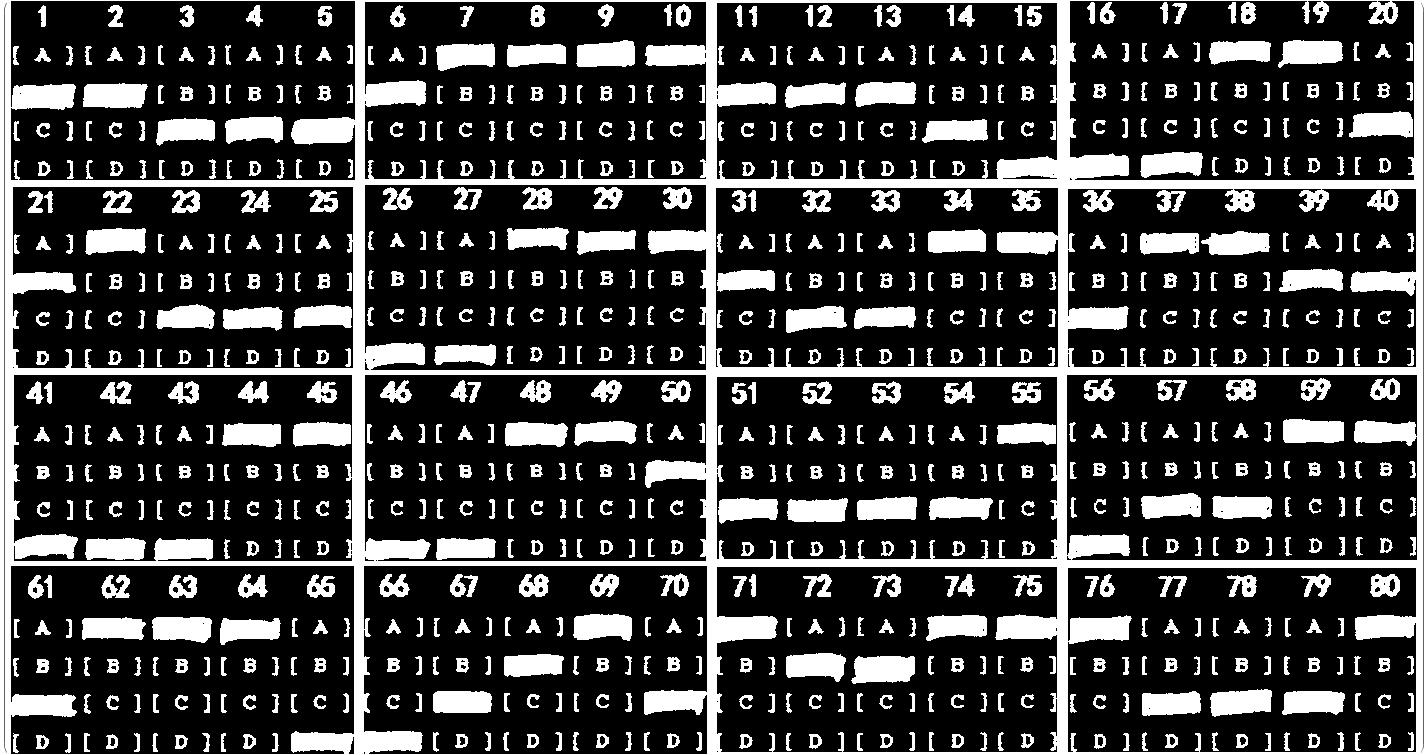 1 2 3 4 5 6 7 8 9 10 11 12 13 14 15 16 17 18 19 20
[ A ] [ A ] [ A ] [ A ] [ A ] [ A ] [ A ] [ A ] [ A ] [ A ] [ A ] [ A ] [ A ] [ A ]
[ B ] [ B ] [ B ] [ B ] [ B ] [ B ] [ B ] [ B ] [ B ] [ B ] [ B ] [ B ] [ B ] [ B ]
[ C ] [ C ] [ C ] [ C ] [ C ] [ C ] [ C ] [ C ] [ C ] [ C ] [ C ] [ C ] [ C ] [ C ] [ C ]
[ D ] [ D ] [ D ] [ D ] [ D ] [ D ] [ D ] [ D ] [ D ] [ D ] [ D ] [ D ] [ D ] [ D ] [ D ] [ D ] [ D ]
21 22 23 24 25 26 27 28 29 30 31 32 33 34 35 36 37 38 39 40
[ A ] [ A ] [ A ] [ A ] [ A ] [ A ] [ A ] [ A ] [ A ] [ A ] [ A ] [ A ]
[ B ] [ B ] [ B ] [ B ] [ B ] [ B ] [ B ] [ B ] [ B ] [ B ] [ B ] [ B ] [ B ] [ B ] [ B ] [ B ]
[ C ] [ C ] [ C ] [ C ] [ C ] [ C ] [ C ] [ C ] [ C ] [ C ] [ C ] [ C ] [ C ] [ C ]
[ D ] [ D ] [ D ] [ D ] [ D ] [ D ] [ D ] [ D ] [ D ] [ D ] [ D ] [ D ] [ D ] [ D ] [ D ] [ D ] [ D ] [ D ]
41 42 43 44 45 46 47 48 49 50 51 52 53 54 55 56 57 58 59 60
[ A ] [ A ] [ A ] [ A ] [ A ] [ A ] [ A ] [ A ] [ A ] [ A ] [ A ] [ A ] [ A ]
[ B ] [ B ] [ B ] [ B ] [ B ] [ B ] [ B ] [ B ] [ B ] [ B ] [ B ] [ B ] [ B ] [ B ] [ B ] [ B ] [ B ] [ B ] [ B ]
[ C ] [ C ] [ C ] [ C ] [ C ] [ C ] [ C ] [ C ] [ C ] [ C ] [ C ] [ C ] [ C ] [ C ]
[ D ] [ D ] [ D ] [ D ] [ D ] [ D ] [ D ] [ D ] [ D ] [ D ] [ D ] [ D ] [ D ] [ D ]
61 62 63 64 65 66 67 68 69 70 71 72 73 74 75 76 77 78 79 80
[ A ] [ A ] [ A ] [ A ] [ A ] [ A ] [ A ] [ A ] [ A ] [ A ] [ A ]
[ B ] [ B ] [ B ] [ B ] [ B ] [ B ] [ B ] [ B ] [ B ] [ B ] [ B ] [ B ] [ B ] [ B ] [ B ] [ B ] [ B ]
[ C ] [ C ] [ C ] [ C ] [ C ] [ C ] [ C ] [ C ] [ C ] [ C ] [ C ] [ C ] [ C ] [ C ]
[ D ] [ D ] [ D ] [ D ] [ D ] [ D ] [ D ] [ D ] [ D ] [ D ] [ D ] [ D ] [ D ] [ D ] [ D ] [ D ] [ D ] [ D ]